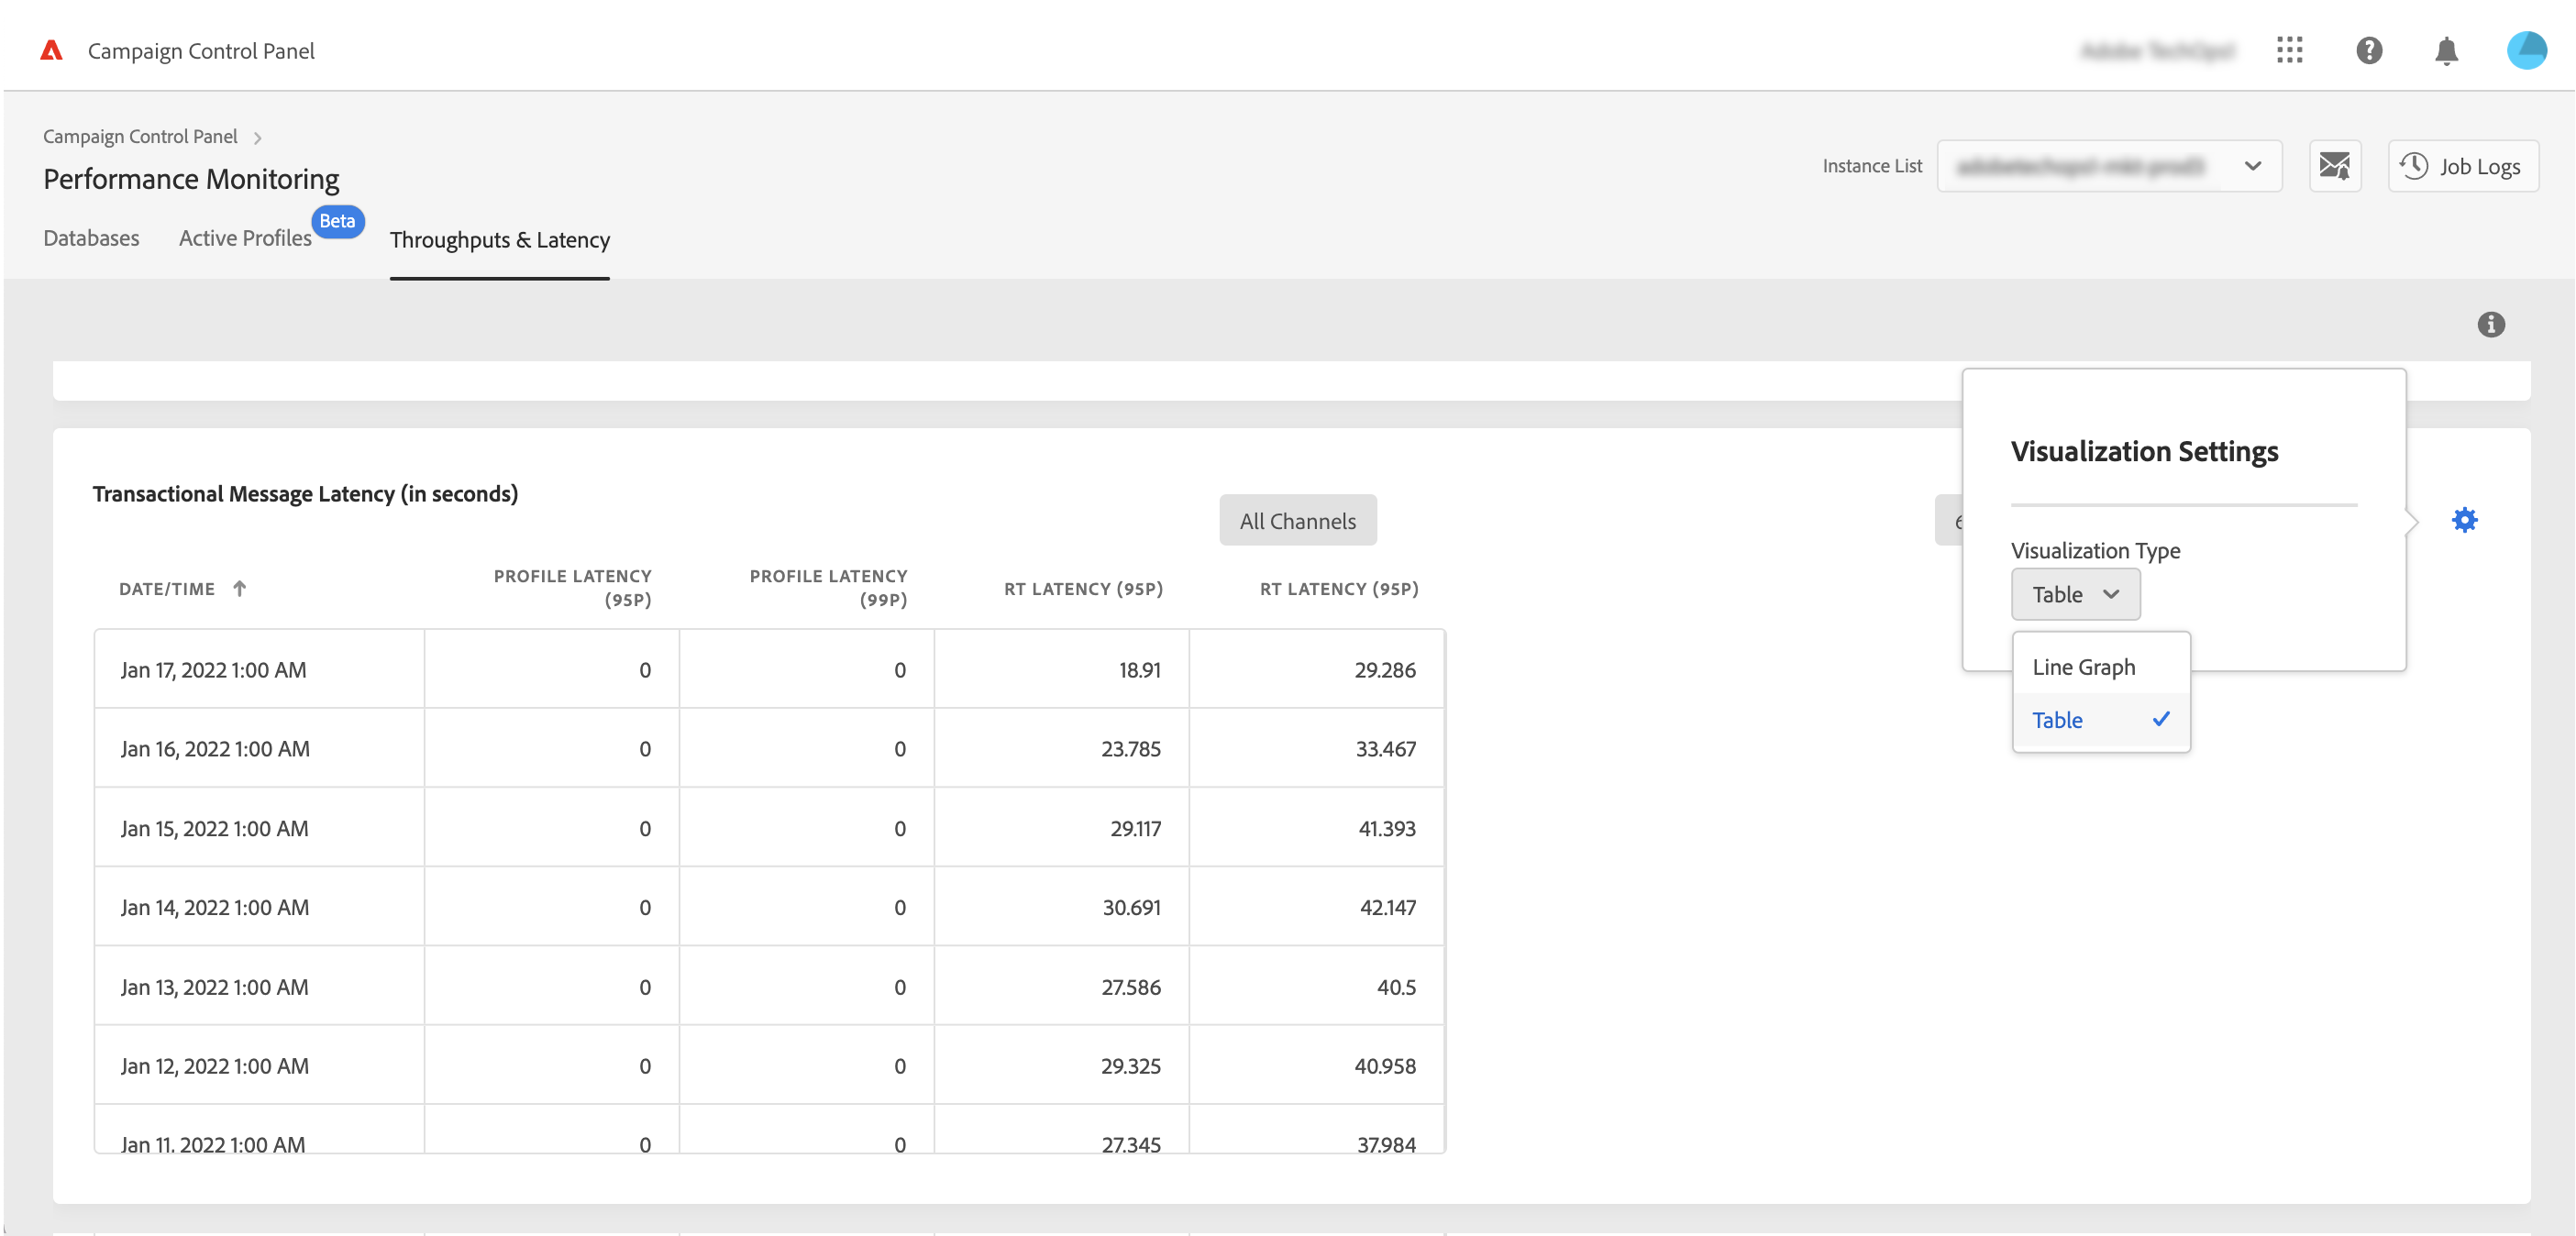 Campaign Control Panel
Campaign Control Panel
Performance Monitoring
Instance List
Job Logs
Databases
Active Profiles
Beta
Throughputs & Latency
Transactional Message Latency (in seconds)
All Channels
DATE/TIME
PROFILE LATENCY
(95P)
PROFILE LATENCY
(99P)
RT LATENCY (95P)
RT LATENCY (95P)
Jan 17, 2022 1:00 AM 0 0 18.91 29.286
Jan 16, 2022 1:00 AM 0 0 23.785 33.467
Jan 15, 2022 1:00 AM 0 0 29.117 41.393
Jan 14, 2022 1:00 AM 0 0 30.691 42.147
Jan 13, 2022 1:00 AM 0 0 27.586 40.5
Jan 12, 2022 1:00 AM 0 0 29.325 40.958
Jan 11, 2022 1:00 AM 0 0 27.345 37.984
Visualization Settings
Visualization Type
Table
Line Graph
Table